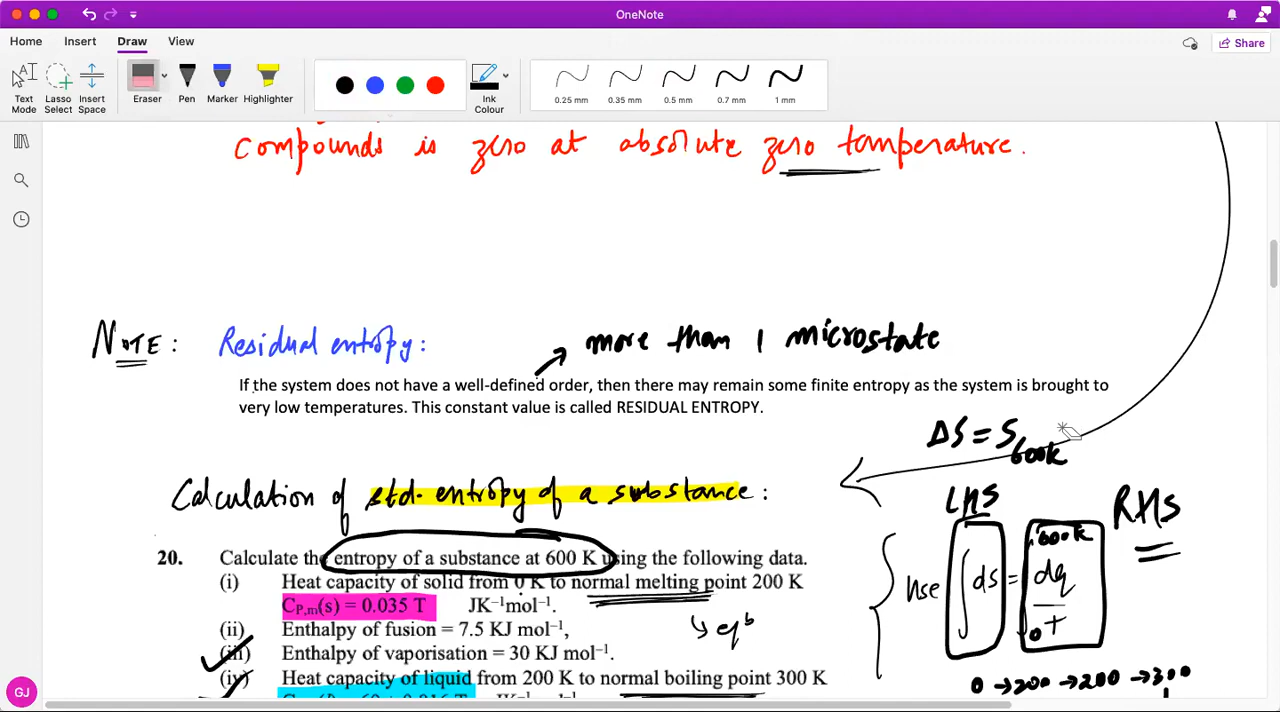 OneNote
Home Insert Draw View
Share
Text Mode
Lasso Select
Insert Space
Eraser
Pen
Marker
Highlighter
Ink Colour
0.25 mm 0.35 mm 0.5 mm 0.7 mm 1 mm
compounds is zero at absolute zero temperature.
NOTE: Residual entropy: more than 1 microstate
If the system does not have a well-defined order, then there may remain some finite entropy as the system is brought to
very low temperatures. This constant value is called RESIDUAL ENTROPY.
ΔS = S600K
Calculation of std. entropy of a substance:
LHS RHS
20. Calculate the entropy of a substance at 600 K using the following data.
(i) Heat capacity of solid from 0 K to normal melting point 200 K
CP,m(s) = 0.035 T JK–1mol–1.
↳ eqb
(ii) Enthalpy of fusion = 7.5 KJ mol–1,
(iii) Enthalpy of vaporisation = 30 KJ mol–1.
(iv) Heat capacity of liquid from 200 K to normal boiling point 300 K
Use ∫ds = ∫0 600K dq/T
0 → 200 → 200 → 300
GJ